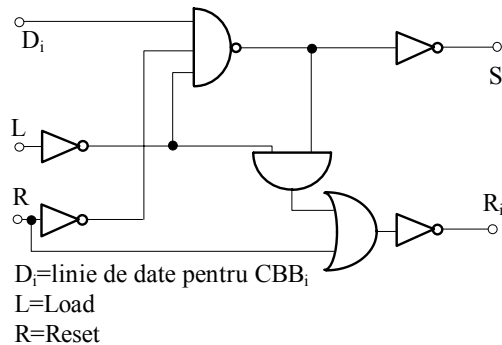 Di
S
L
R
Ri
Di=linie de date pentru CBBi
L=Load
R=Reset